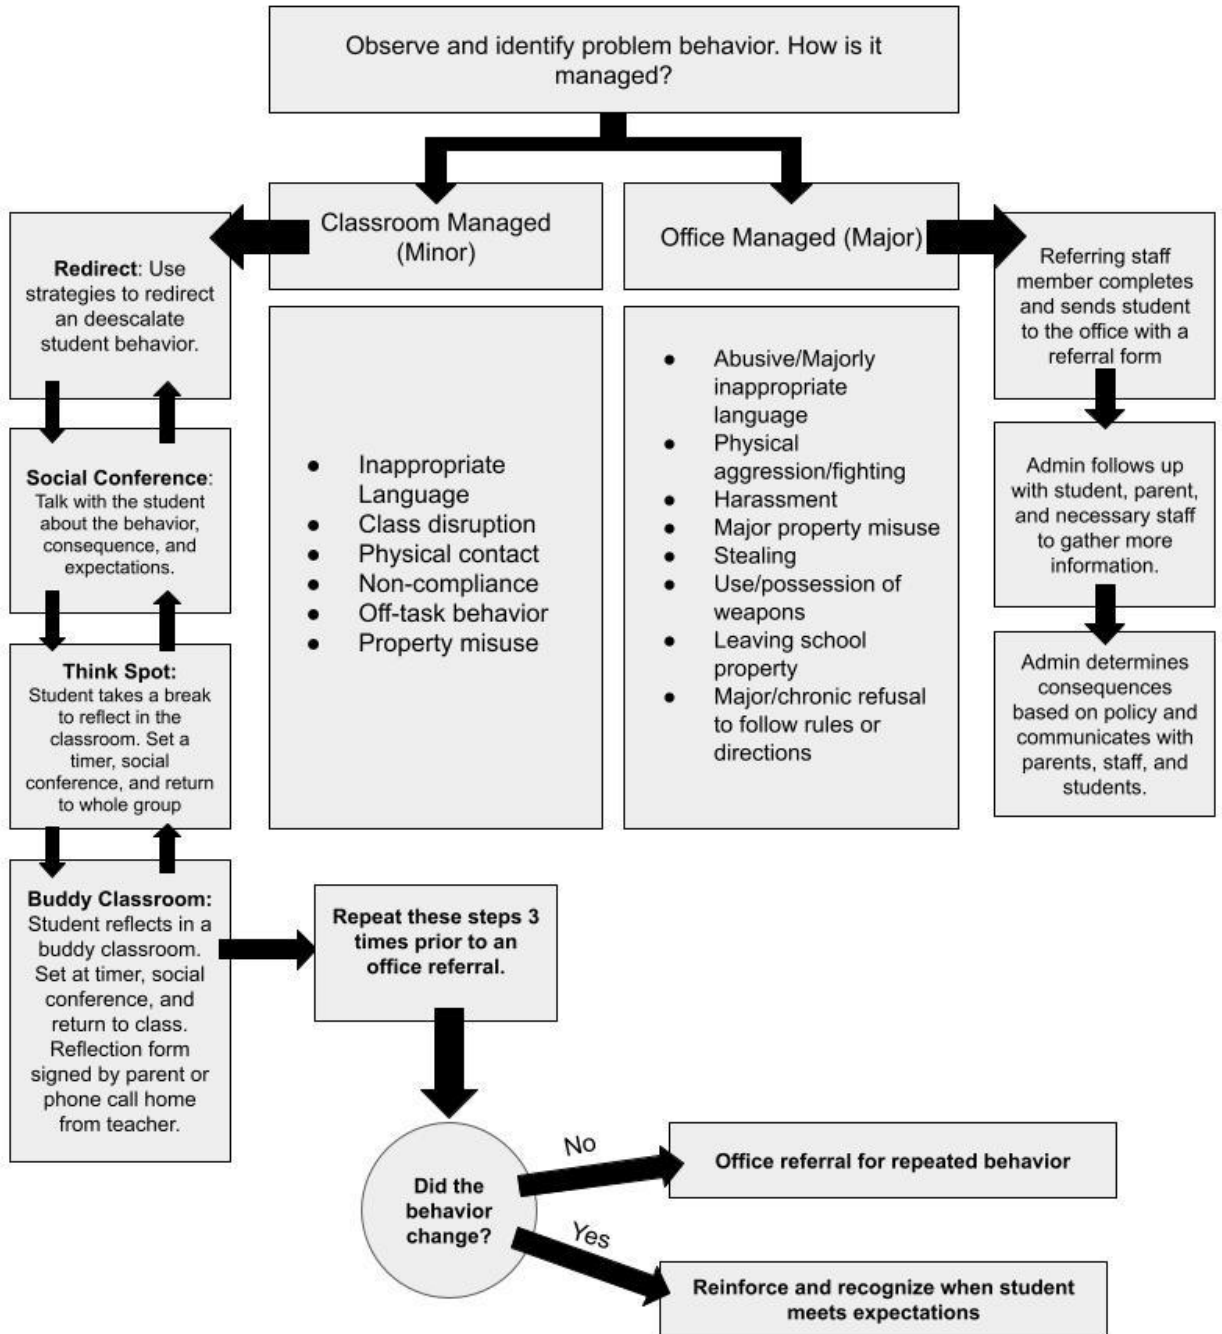 Observe and identify problem behavior. How is it
managed?
Classroom Managed
(Minor)
Office Managed (Major)
Redirect: Use
strategies to redirect
an deescalate
student behavior.
Social Conference:
Talk with the student
about the behavior,
consequence, and
expectations.
Think Spot:
Student takes a break
to reflect in the
classroom. Set a
timer, social
conference, and return
to whole group
Buddy Classroom:
Student reflects in a
buddy classroom.
Set at timer, social
conference, and
return to class.
Reflection form
signed by parent or
phone call home
from teacher.
● Inappropriate
Language
● Class disruption
● Physical contact
● Non-compliance
● Off-task behavior
● Property misuse
● Abusive/Majorly
inappropriate
language
● Physical
aggression/fighting
● Harassment
● Major property misuse
● Stealing
● Use/possession of
weapons
● Leaving school
property
● Major/chronic refusal
to follow rules or
directions
Referring staff
member completes
and sends student
to the office with a
referral form
Admin follows up
with student, parent,
and necessary staff
to gather more
information.
Admin determines
consequences
based on policy and
communicates with
parents, staff, and
students.
Repeat these steps 3
times prior to an
office referral.
Did the
behavior
change?
No
Office referral for repeated behavior
Yes
Reinforce and recognize when student
meets expectations